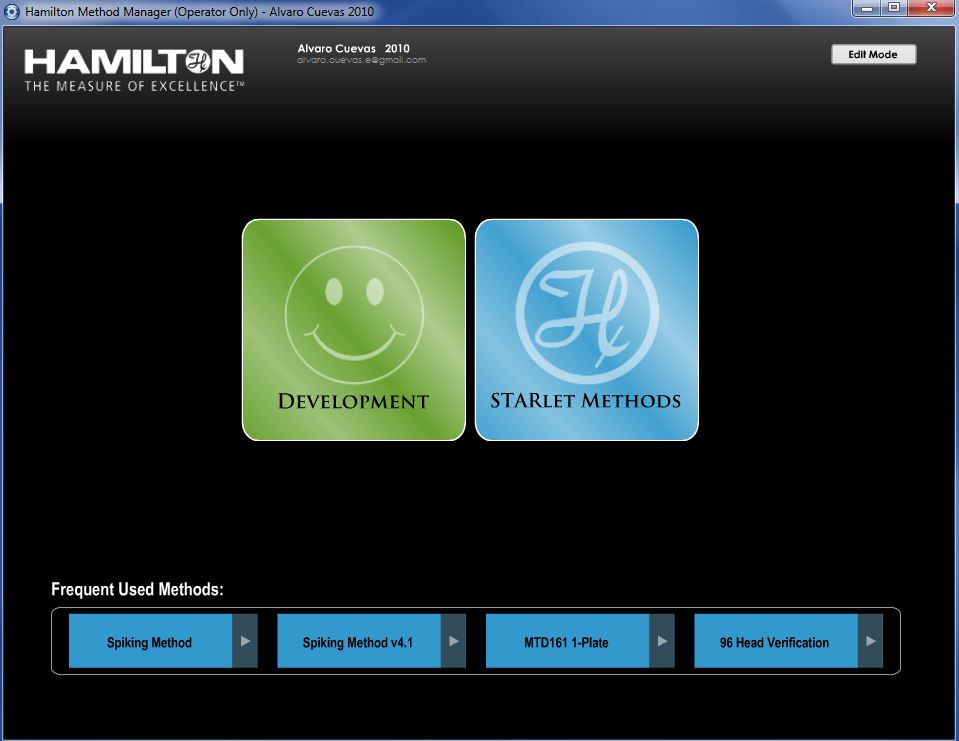 Hamilton Method Manager (Operator Only) - Alvaro Cuevas 2010
HAMILTON
THE MEASURE OF EXCELLENCE™
Alvaro Cuevas 2010
alvaro.cuevas.e@gmail.com
Edit Mode
DEVELOPMENT
STARLET METHODS
Frequent Used Methods:
Spiking Method
Spiking Method v4.1
MTD161 1-Plate
96 Head Verification